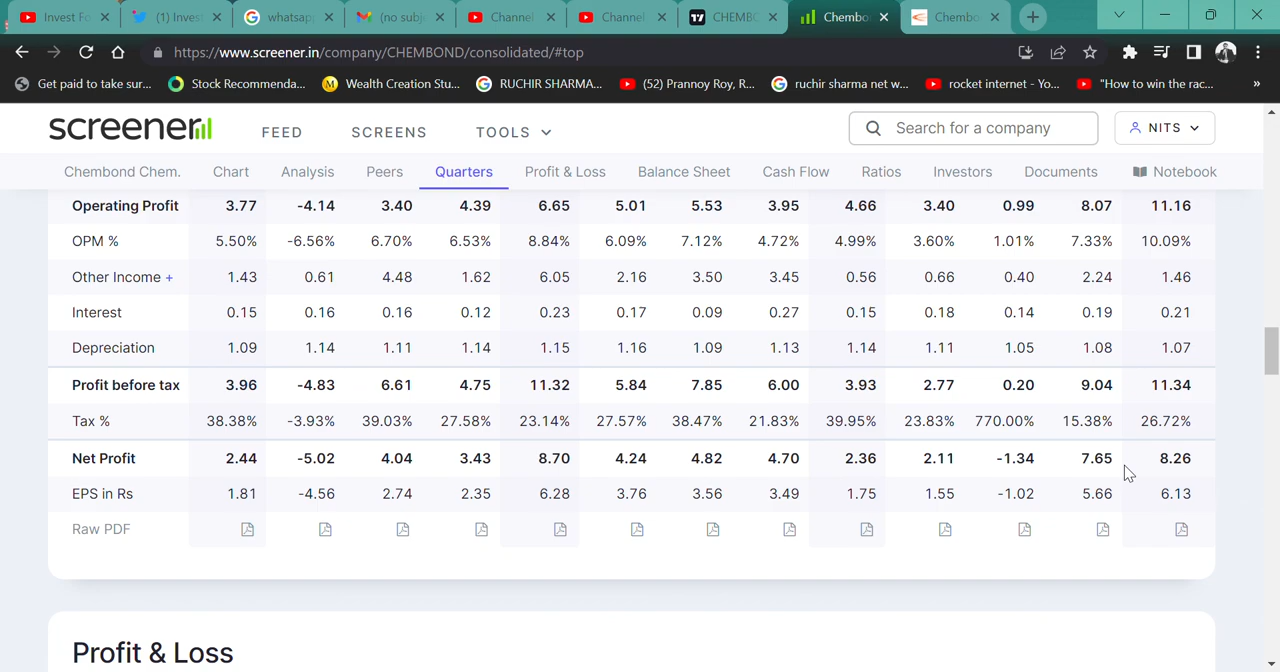 Invest Fo
(1) Invest
whatsap
(no subj
Channel
Channel
CHEMBO
Chembo
Chembo
https://www.screener.in/company/CHEMBOND/consolidated/#top
Get paid to take sur... Stock Recommenda... Wealth Creation Stu... RUCHIR SHARMA... (52) Prannoy Roy, R... ruchir sharma net w... rocket internet - Yo... "How to win the rac... »
screener FEED SCREENS TOOLS Search for a company NITS
Chembond Chem. Chart Analysis Peers Quarters Profit & Loss Balance Sheet Cash Flow Ratios Investors Documents Notebook
Operating Profit 3.77 -4.14 3.40 4.39 6.65 5.01 5.53 3.95 4.66 3.40 0.99 8.07 11.16
OPM % 5.50% -6.56% 6.70% 6.53% 8.84% 6.09% 7.12% 4.72% 4.99% 3.60% 1.01% 7.33% 10.09%
Other Income + 1.43 0.61 4.48 1.62 6.05 2.16 3.50 3.45 0.56 0.66 0.40 2.24 1.46
Interest 0.15 0.16 0.16 0.12 0.23 0.17 0.09 0.27 0.15 0.18 0.14 0.19 0.21
Depreciation 1.09 1.14 1.11 1.14 1.15 1.16 1.09 1.13 1.14 1.11 1.05 1.08 1.07
Profit before tax 3.96 -4.83 6.61 4.75 11.32 5.84 7.85 6.00 3.93 2.77 0.20 9.04 11.34
Tax % 38.38% -3.93% 39.03% 27.58% 23.14% 27.57% 38.47% 21.83% 39.95% 23.83% 770.00% 15.38% 26.72%
Net Profit 2.44 -5.02 4.04 3.43 8.70 4.24 4.82 4.70 2.36 2.11 -1.34 7.65 8.26
EPS in Rs 1.81 -4.56 2.74 2.35 6.28 3.76 3.56 3.49 1.75 1.55 -1.02 5.66 6.13
Raw PDF
Profit & Loss